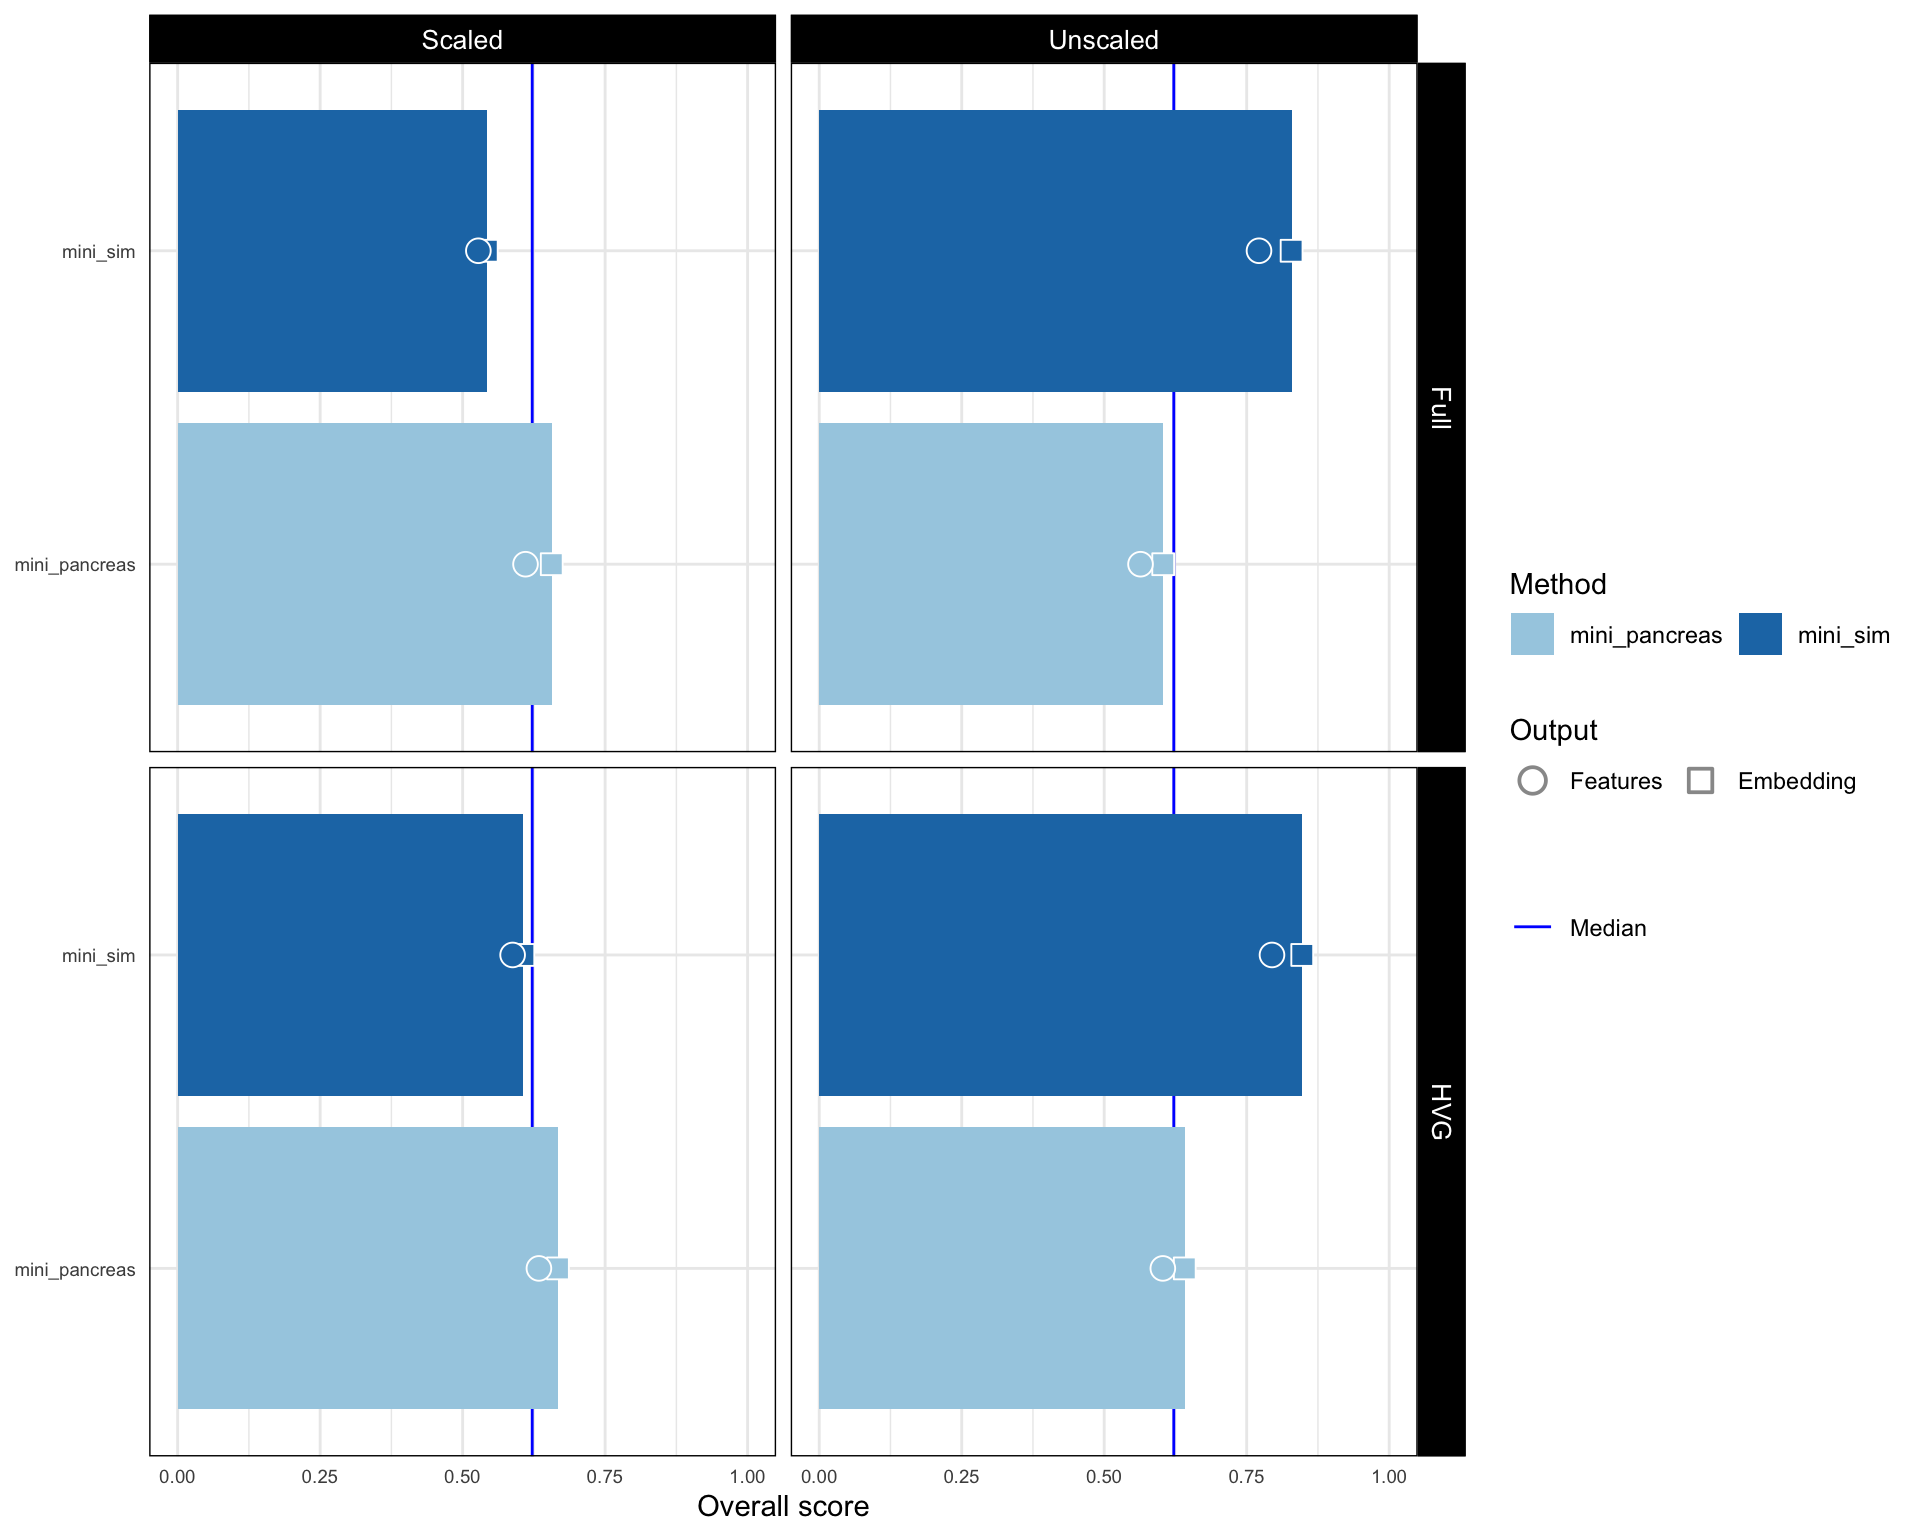 Scaled
Unscaled
Full
mini_sim
mini_pancreas
HVG
mini_sim
mini_pancreas
0.00 0.25 0.50 0.75 1.00
0.00 0.25 0.50 0.75 1.00
Overall score
Method
mini_pancreas mini_sim
Output
Features Embedding
Median